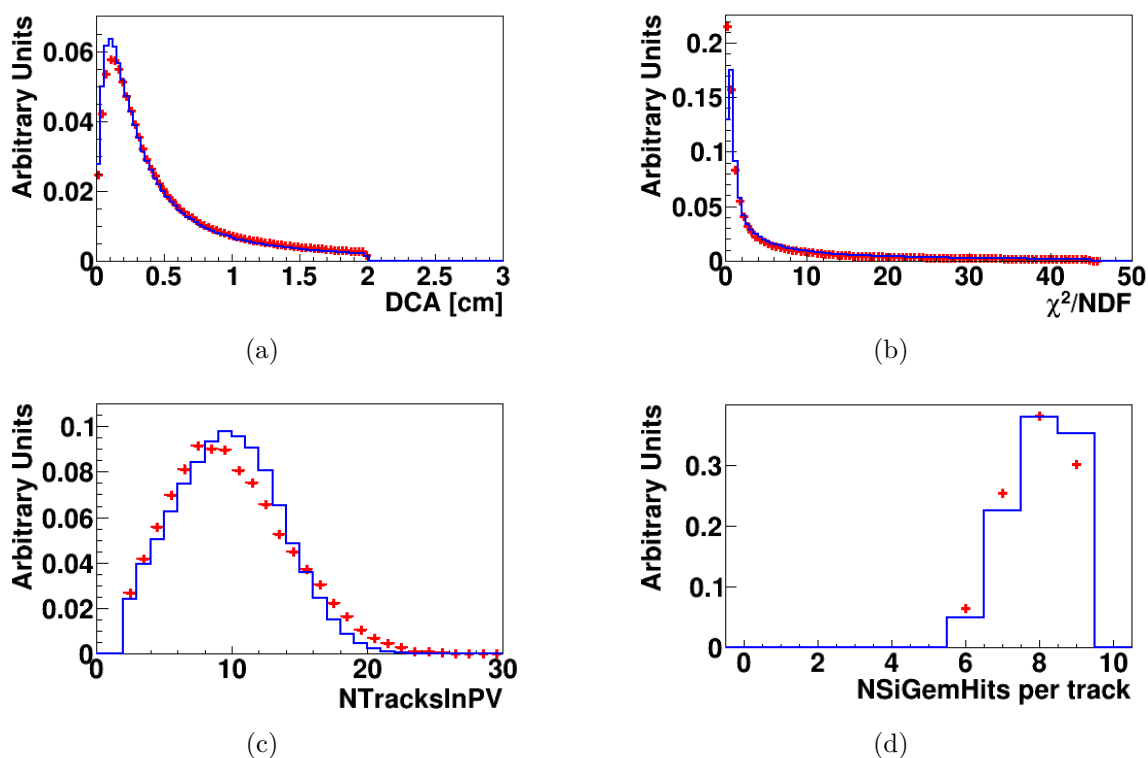 Arbitrary Units
0.06
0.04
0.02
0
0 0.5 1 1.5 2 2.5 3
DCA [cm]
(a)
Arbitrary Units
0.2
0.15
0.1
0.05
0
0 10 20 30 40 50
χ²/NDF
(b)
Arbitrary Units
0.1
0.08
0.06
0.04
0.02
0
0 10 20 30
NTracksInPV
(c)
Arbitrary Units
0.3
0.2
0.1
0
0 2 4 6 8 10
NSiGemHits per track
(d)